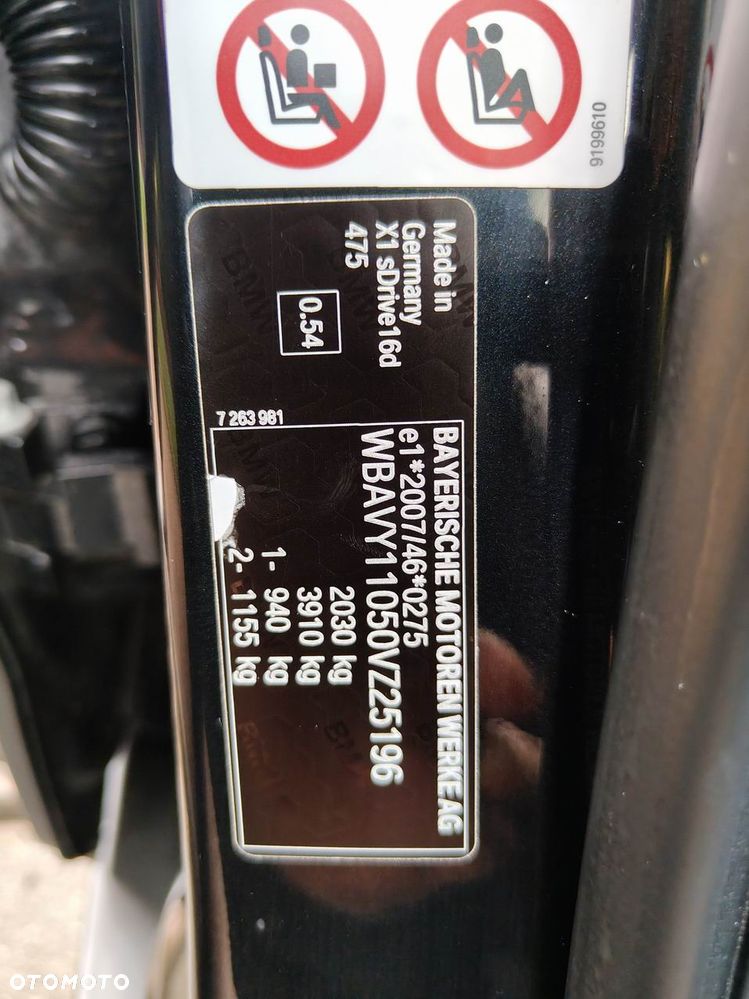 9199610
Made in
Germany
X1 sDrive16d
475
0.54
7 263 981
BAYERISCHE MOTOREN WERKE AG
e1*2007/46*0275
WBAVY11050VZ25196
2030 kg
3910 kg
1- 940 kg
2- 1155 kg
OTOMOTO